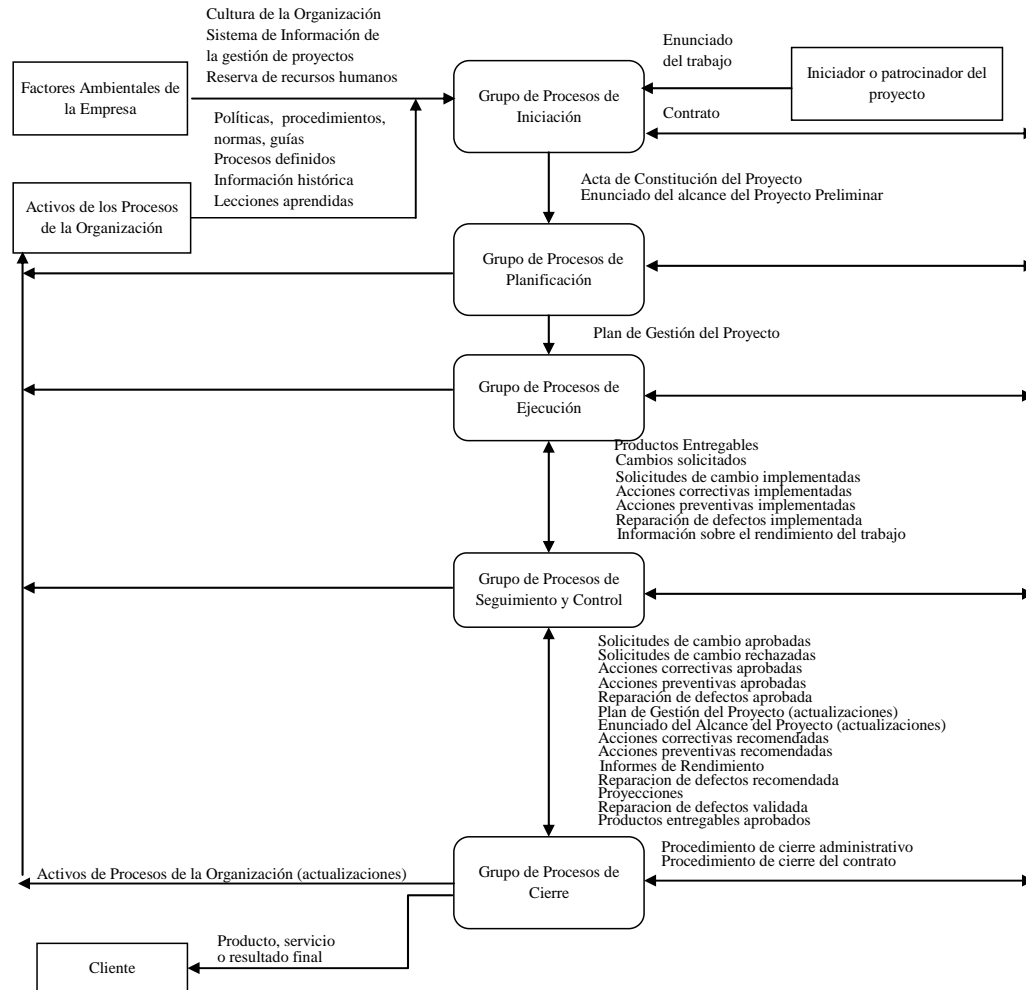 Cultura de la Organización
Sistema de Información de
la gestión de proyectos
Reserva de recursos humanos
Factores Ambientales de
la Empresa
Grupo de Procesos de
Iniciación
Enunciado
del trabajo
Iniciador o patrocinador del
proyecto
Contrato
Políticas, procedimientos,
normas, guías
Procesos definidos
Información histórica
Lecciones aprendidas
Activos de los Procesos
de la Organización
Acta de Constitución del Proyecto
Enunciado del alcance del Proyecto Preliminar
Grupo de Procesos de
Planificación
Plan de Gestión del Proyecto
Grupo de Procesos de
Ejecución
Productos Entregables
Cambios solicitados
Solicitudes de cambio implementadas
Acciones correctivas implementadas
Acciones preventivas implementadas
Reparación de defectos implementada
Información sobre el rendimiento del trabajo
Grupo de Procesos de
Seguimiento y Control
Solicitudes de cambio aprobadas
Solicitudes de cambio rechazadas
Acciones correctivas aprobadas
Acciones preventivas aprobadas
Reparación de defectos aprobada
Plan de Gestión del Proyecto (actualizaciones)
Enunciado del Alcance del Proyecto (actualizaciones)
Acciones correctivas recomendadas
Acciones preventivas recomendadas
Informes de Rendimiento
Reparacion de defectos recomendada
Proyecciones
Reparacion de defectos validada
Productos entregables aprobados
Procedimiento de cierre administrativo
Procedimiento de cierre del contrato
Activos de Procesos de la Organización (actualizaciones)
Grupo de Procesos de
Cierre
Producto, servicio
o resultado final
Cliente